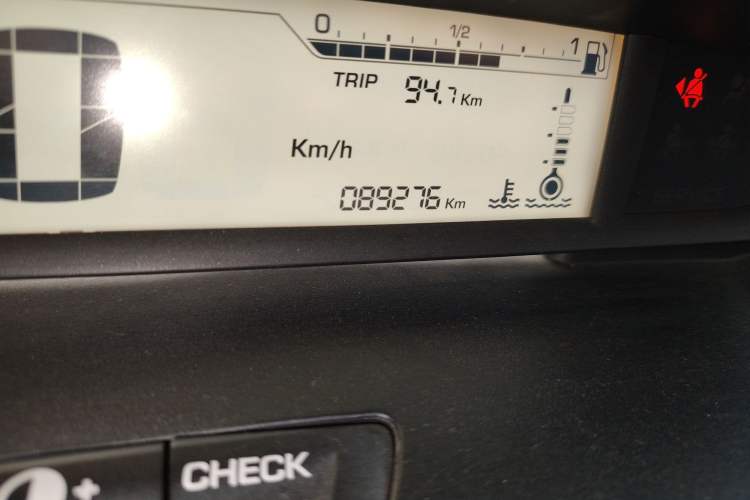 0 1/2 1
TRIP 94.7 Km
Km/h
089276 Km
CHECK